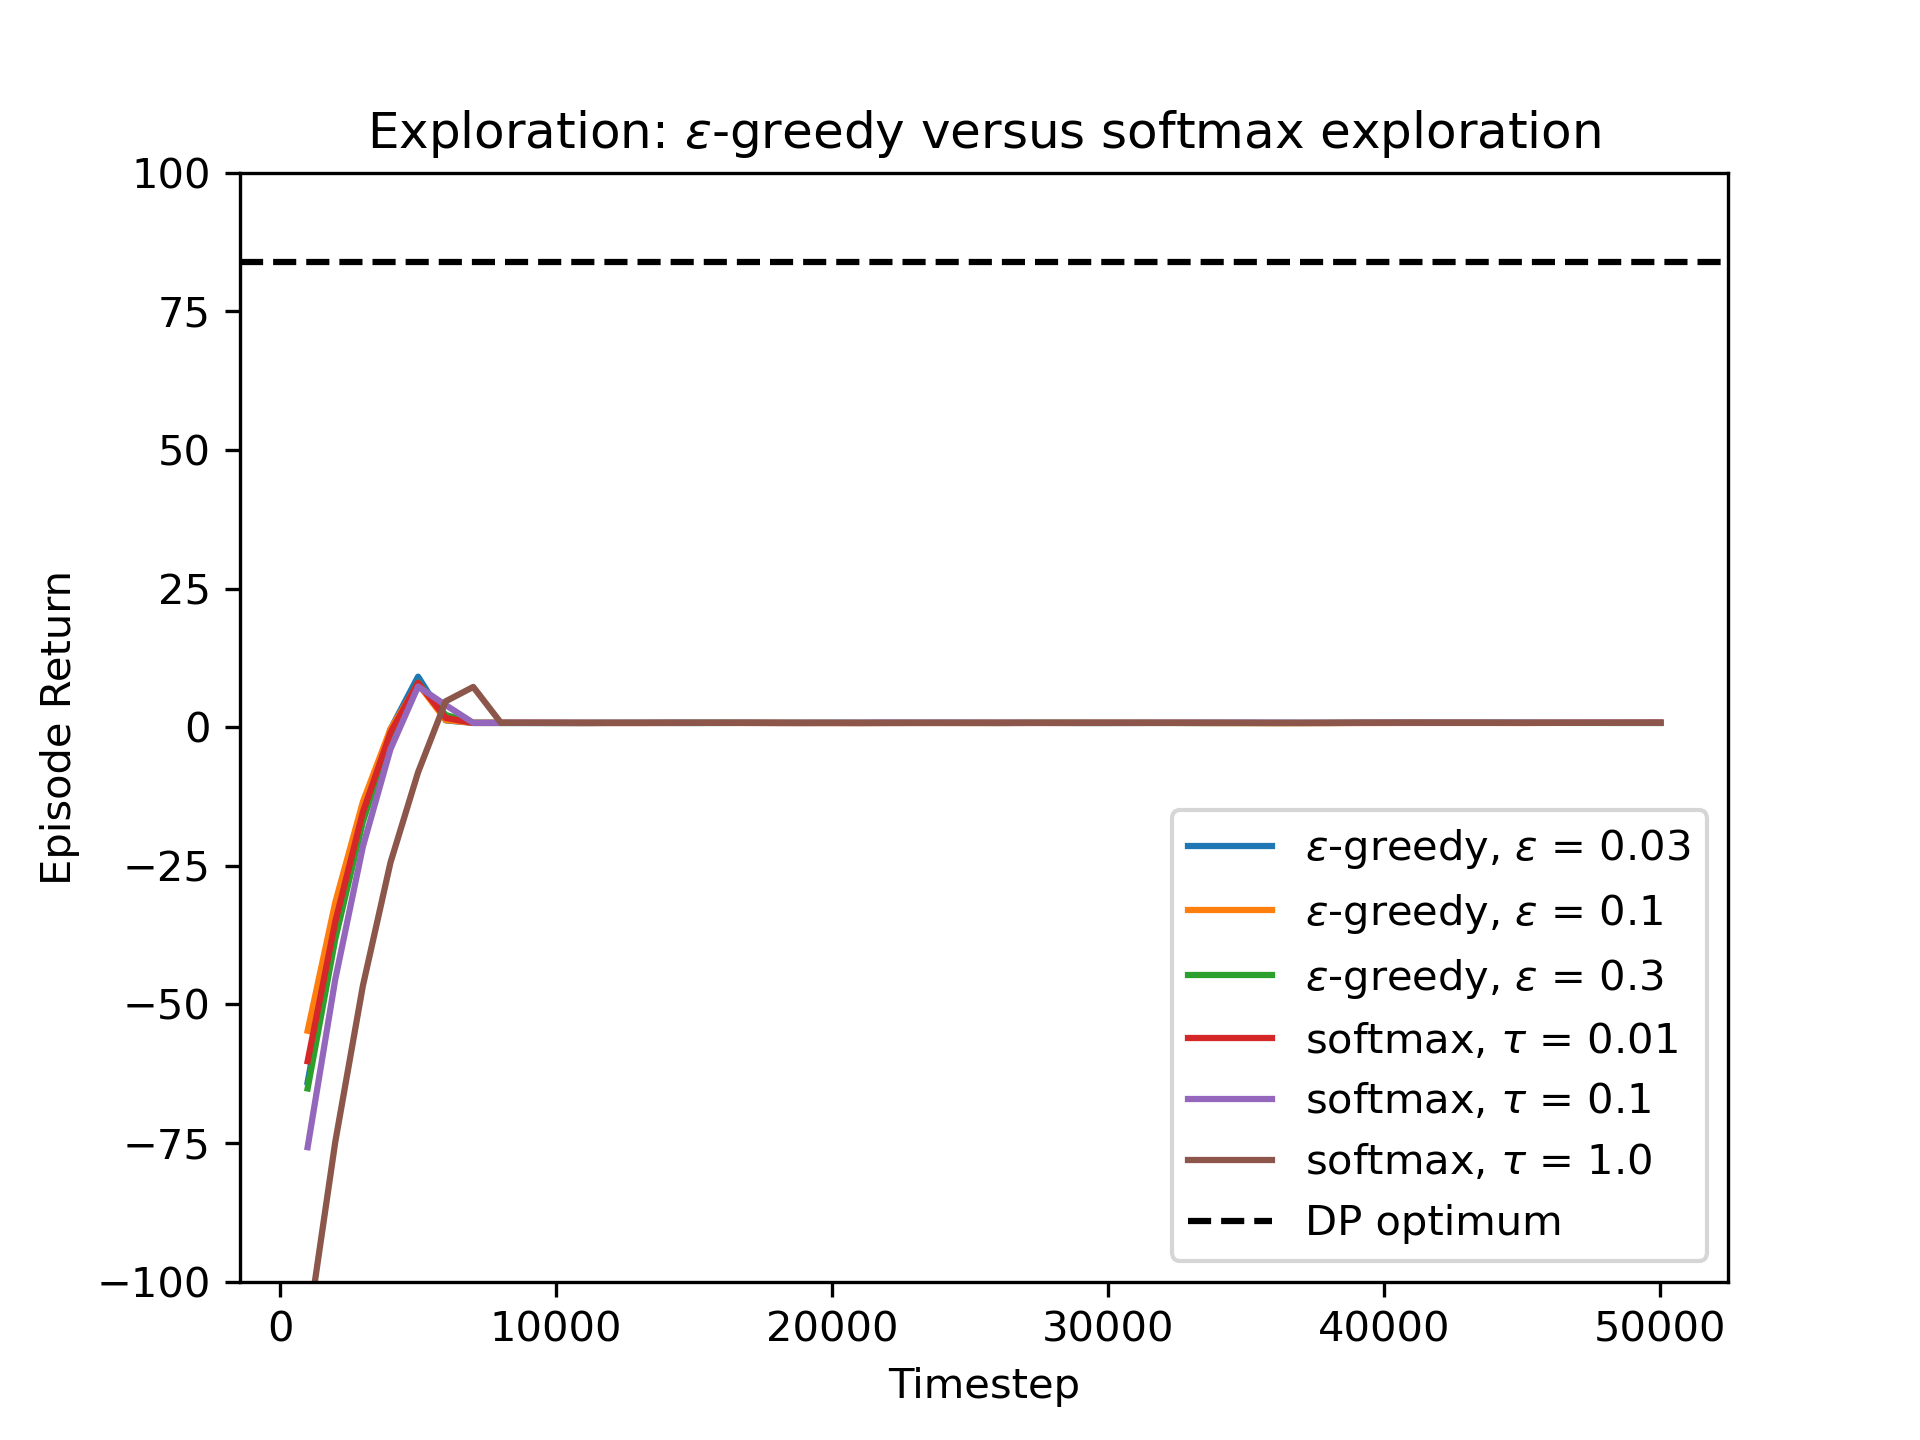 Exploration: ε-greedy versus softmax exploration
100
75
50
25
0
−25
−50
−75
−100
Episode Return
0 10000 20000 30000 40000 50000
Timestep
ε-greedy, ε = 0.03
ε-greedy, ε = 0.1
ε-greedy, ε = 0.3
softmax, τ = 0.01
softmax, τ = 0.1
softmax, τ = 1.0
DP optimum